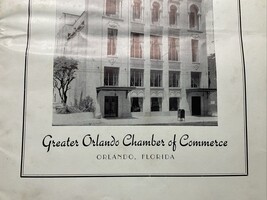 Greater Orlando Chamber of Commerce
ORLANDO, FLORIDA